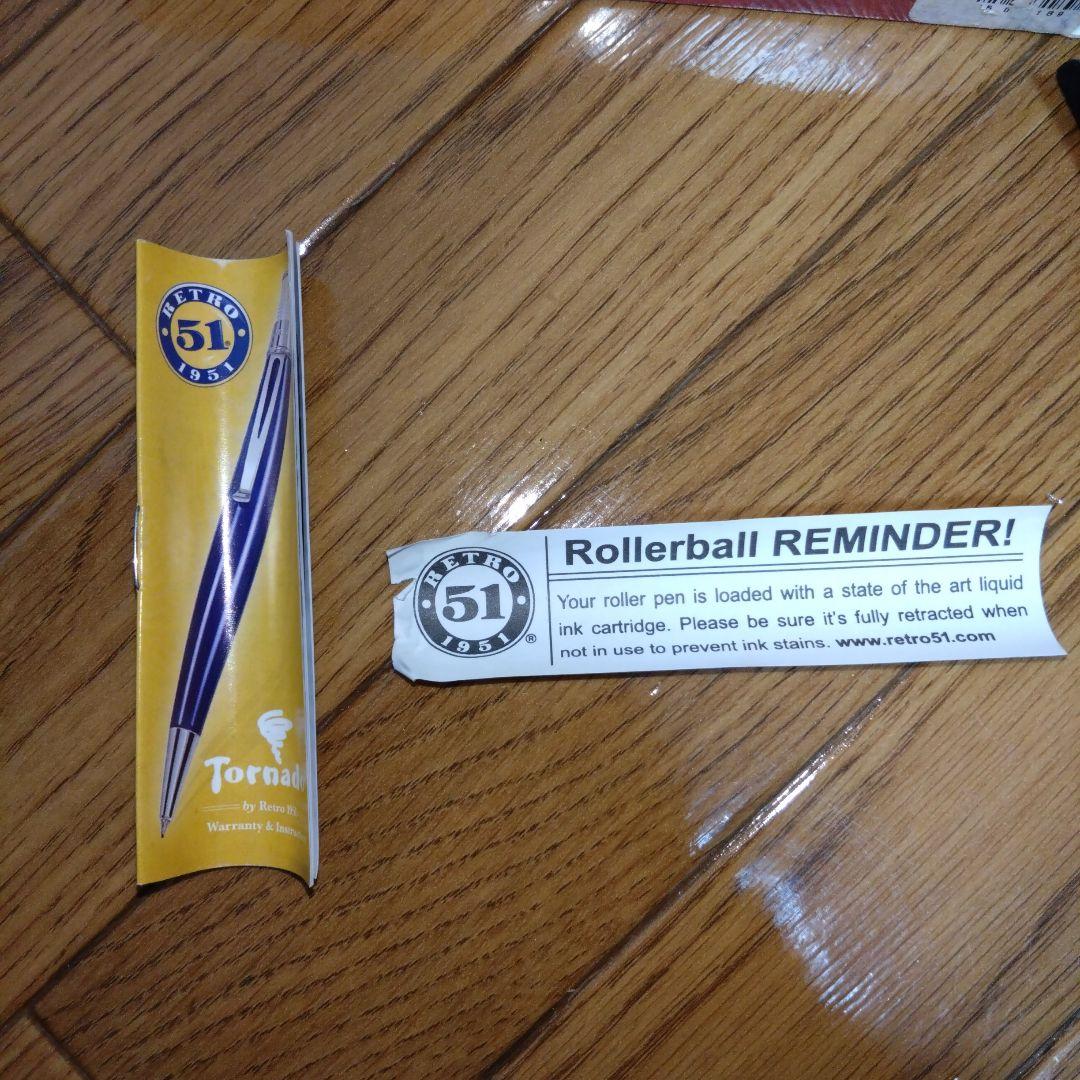 RETRO
51®
1951
Tornado
by Retro
Warranty &
RETRO
51
1951®
Rollerball REMINDER!
Your roller pen is loaded with a state of the art liquid
ink cartridge. Please be sure it's fully retracted when
not in use to prevent ink stains. www.retro51.com